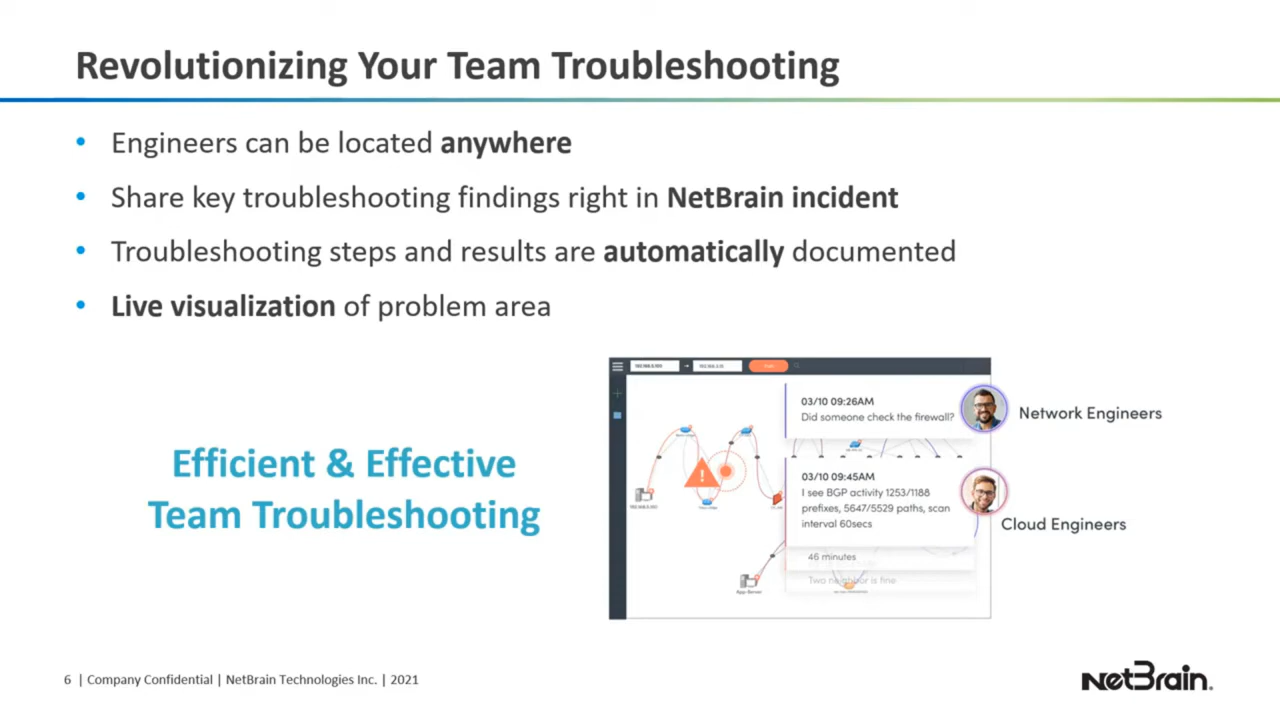 Revolutionizing Your Team Troubleshooting
• Engineers can be located anywhere
• Share key troubleshooting findings right in NetBrain incident
• Troubleshooting steps and results are automatically documented
• Live visualization of problem area
Efficient & Effective
Team Troubleshooting
03/10 09:26AM
Did someone check the firewall?
Network Engineers
03/10 09:45AM
I see BGP activity 1253/1188
prefixes, 5647/5529 paths, scan
interval 60secs
Cloud Engineers
46 minutes
Two neighbor is fine
App-Server
6 | Company Confidential | NetBrain Technologies Inc. | 2021
NetBrain